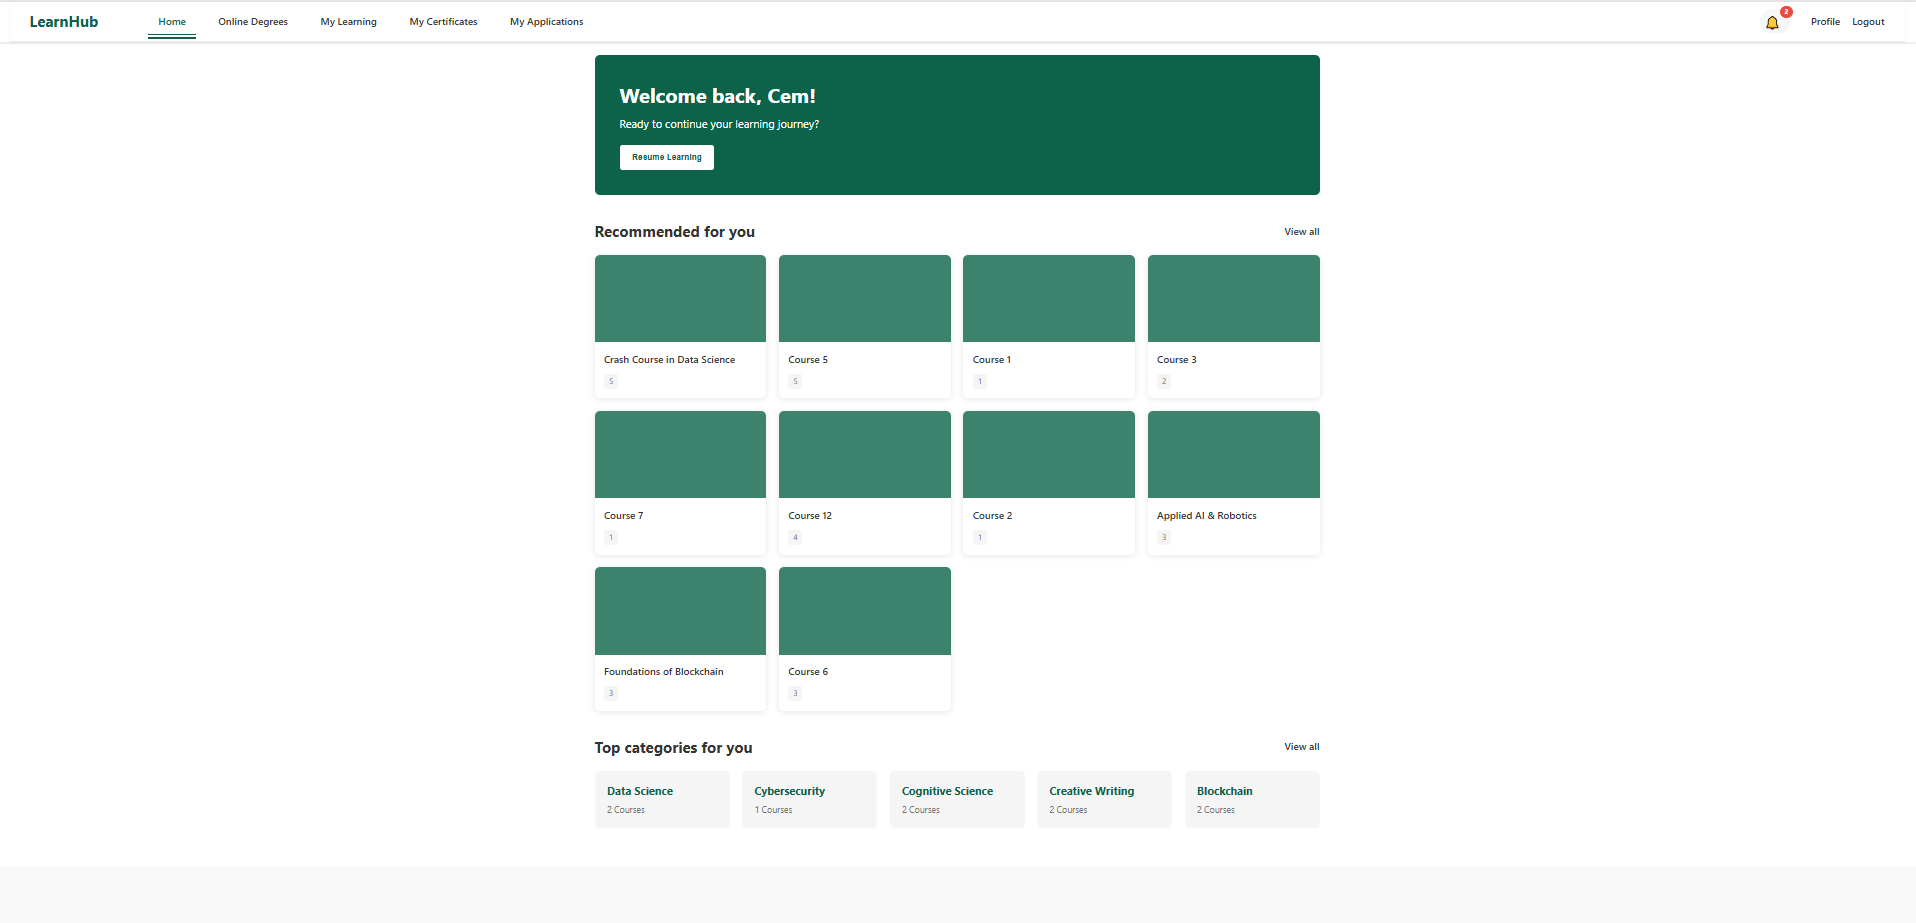 LearnHub Home Online Degrees My Learning My Certificates My Applications 2 Profile Logout
Welcome back, Cem!
Ready to continue your learning journey?
Resume Learning
Recommended for you View all
Crash Course in Data Science
5
Course 5
5
Course 1
1
Course 3
2
Course 7
1
Course 12
4
Course 2
1
Applied AI & Robotics
3
Foundations of Blockchain
3
Course 6
3
Top categories for you View all
Data Science
2 Courses
Cybersecurity
1 Courses
Cognitive Science
2 Courses
Creative Writing
2 Courses
Blockchain
2 Courses